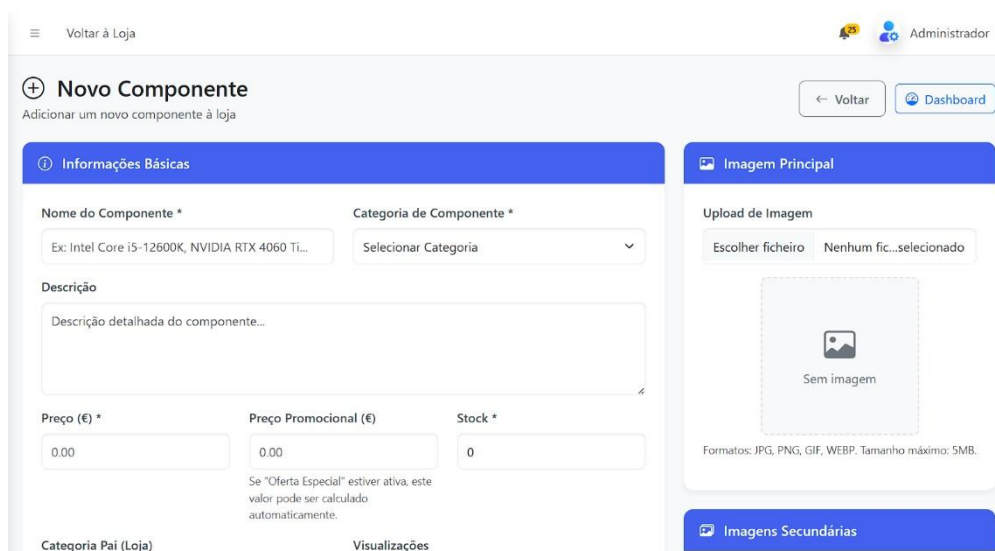 Voltar à Loja
25
Administrador
Novo Componente
Adicionar um novo componente à loja
← Voltar
Dashboard
Informações Básicas
Nome do Componente *
Categoria de Componente *
Ex: Intel Core i5-12600K, NVIDIA RTX 4060 Ti...
Selecionar Categoria
Descrição
Descrição detalhada do componente...
Preço (€) *
Preço Promocional (€)
Stock *
0.00
0.00
0
Se "Oferta Especial" estiver ativa, este
valor pode ser calculado
automaticamente.
Categoria Pai (Loja)
Visualizações
Imagem Principal
Upload de Imagem
Escolher ficheiro
Nenhum fic...selecionado
Sem imagem
Formatos: JPG, PNG, GIF, WEBP. Tamanho máximo: 5MB.
Imagens Secundárias